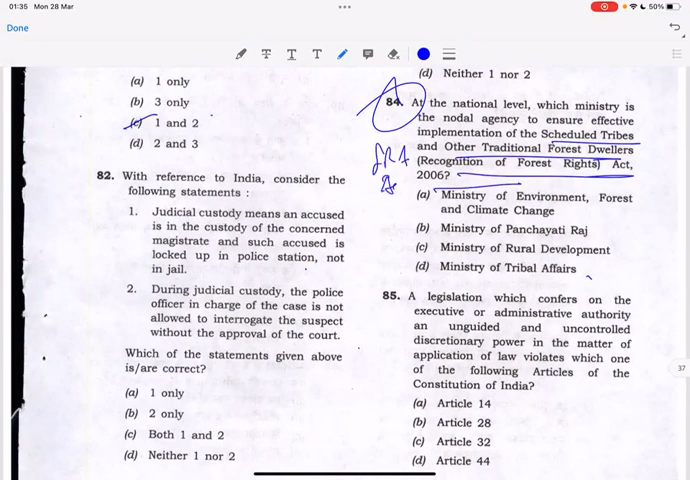 01:35 Mon 28 Mar
50%
Done
(a) 1 only
(b) 3 only
(c) 1 and 2
(d) 2 and 3
82. With reference to India, consider the
following statements :
1. Judicial custody means an accused
is in the custody of the concerned
magistrate and such accused is
locked up in police station, not
in jail.
2. During judicial custody, the police
officer in charge of the case is not
allowed to interrogate the suspect
without the approval of the court.
Which of the statements given above
is/are correct?
(a) 1 only
(b) 2 only
(c) Both 1 and 2
(d) Neither 1 nor 2
(d) Neither 1 nor 2
84. At the national level, which ministry is
the nodal agency to ensure effective
implementation of the Scheduled Tribes
and Other Traditional Forest Dwellers
(Recognition of Forest Rights) Act,
2006?
FRA
(a) Ministry of Environment, Forest
and Climate Change
(b) Ministry of Panchayati Raj
(c) Ministry of Rural Development
(d) Ministry of Tribal Affairs
85. A legislation which confers on the
executive or administrative authority
an unguided and uncontrolled
discretionary power in the matter of
application of law violates which one
of the following Articles of the
Constitution of India?
(a) Article 14
(b) Article 28
(c) Article 32
(d) Article 44
37